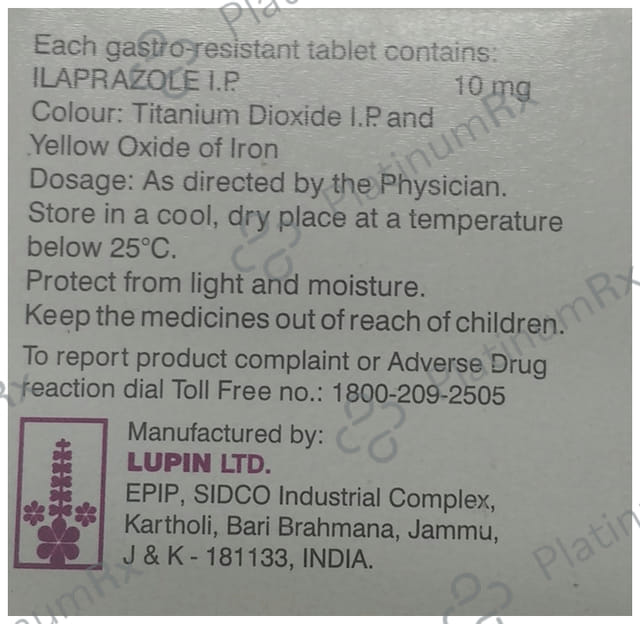 Each gastro-resistant tablet contains:
ILAPRAZOLE I.P. 10 mg
Colour: Titanium Dioxide I.P. and
Yellow Oxide of Iron
Dosage: As directed by the Physician.
Store in a cool, dry place at a temperature
below 25°C.
Protect from light and moisture.
Keep the medicines out of reach of children.
To report product complaint or Adverse Drug
reaction dial Toll Free no.: 1800-209-2505
Manufactured by:
LUPIN LTD.
EPIP, SIDCO Industrial Complex,
Kartholi, Bari Brahmana, Jammu,
J & K - 181133, INDIA.
PlatinumRx
PlatinumRx